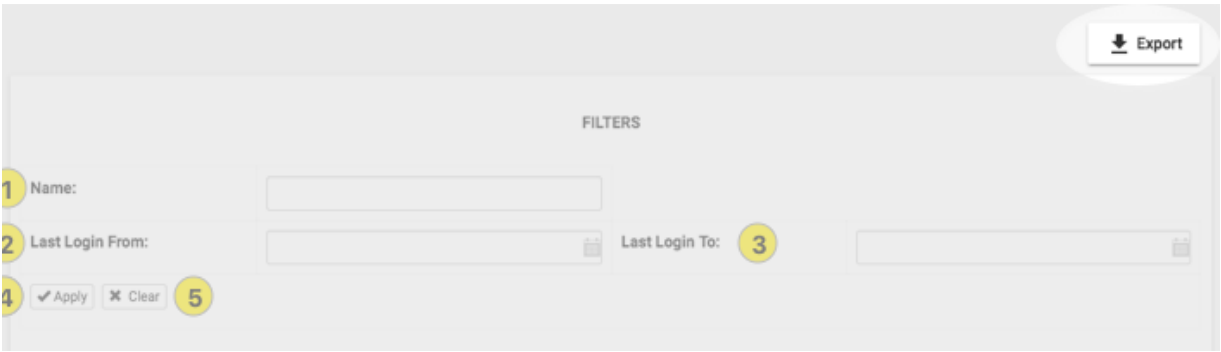 Export
FILTERS
1 Name:
2 Last Login From: Last Login To: 3
4 Apply Clear 5